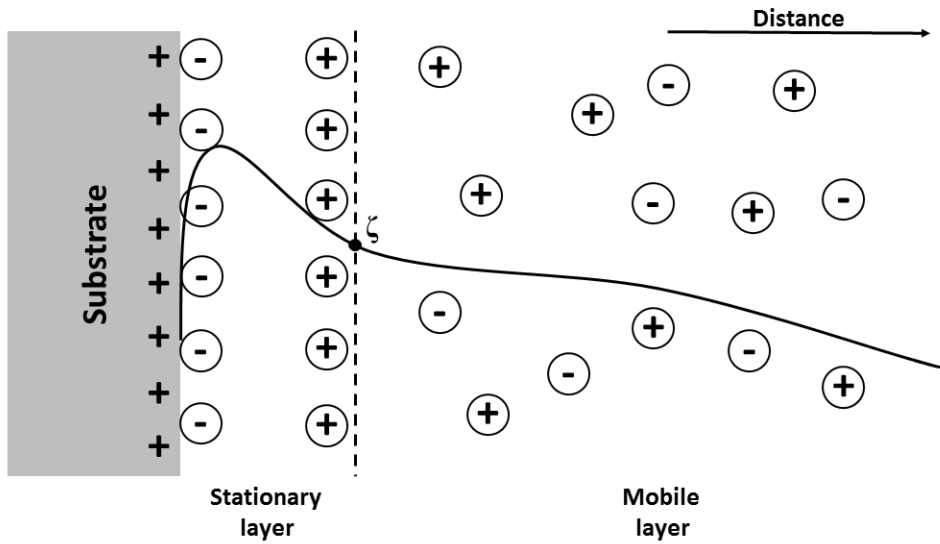 Distance
Substrate
ζ
Stationary
layer
Mobile
layer